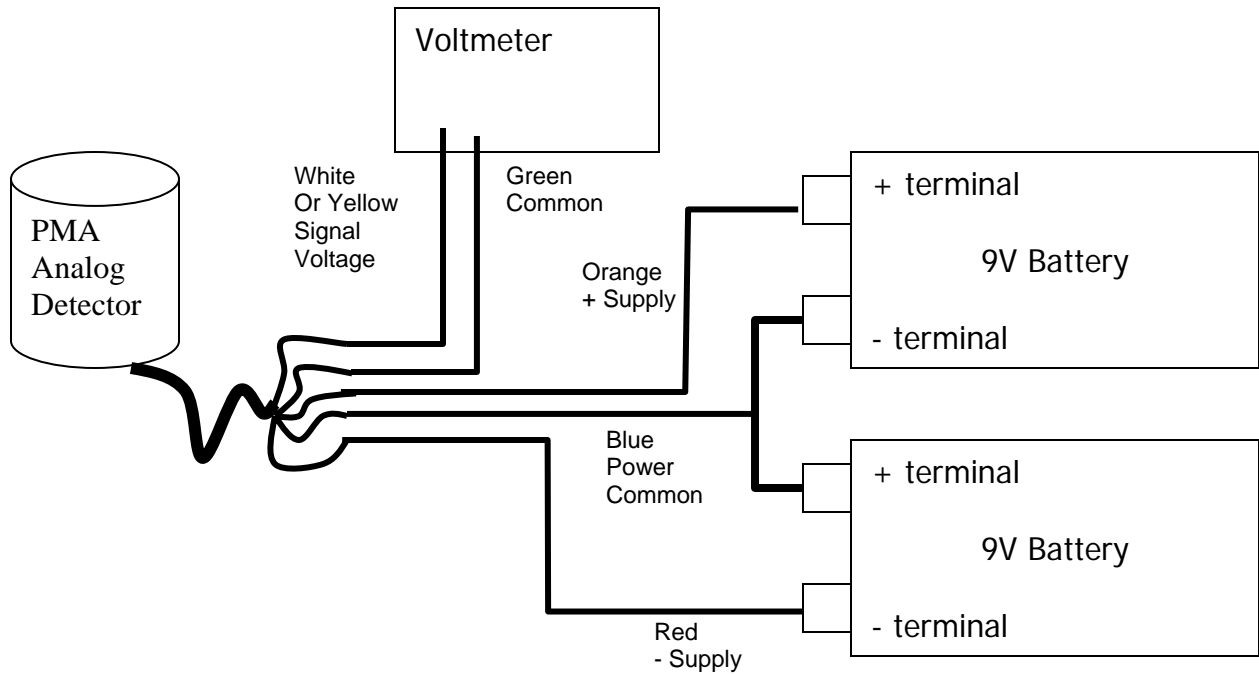 Voltmeter
White
Or Yellow
Signal
Voltage
Green
Common
PMA
Analog
Detector
Orange
+ Supply
+ terminal
9V Battery
- terminal
Blue
Power
Common
+ terminal
9V Battery
- terminal
Red
- Supply